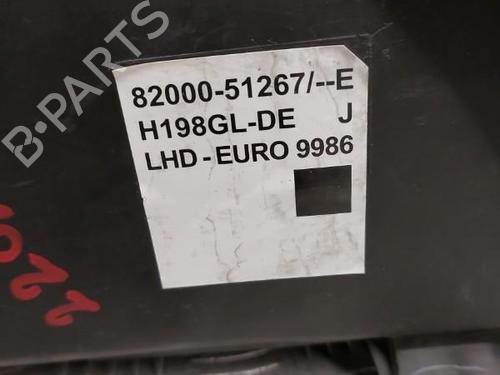 B-PARTS
82000-51267/--E
H198GL-DE J
LHD - EURO 9986